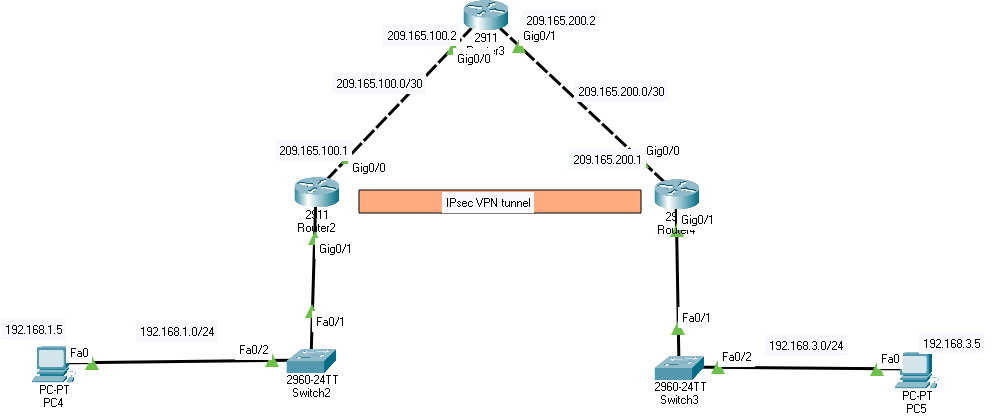 209.165.200.2
209.165.100.2
2911
Gig0/1
Gig0/0
209.165.100.0/30
209.165.200.0/30
209.165.100.1
Gig0/0
209.165.200.1
Gig0/0
IPsec VPN tunnel
2911
Router2
Gig0/1
Gig0/1
Router4
Fa0/1
Fa0/1
192.168.1.5
192.168.1.0/24
Fa0
Fa0/2
2960-24TT
Switch2
PC-PT
PC4
192.168.3.0/24
192.168.3.5
Fa0/2
Fa0
2960-24TT
Switch3
PC-PT
PC5